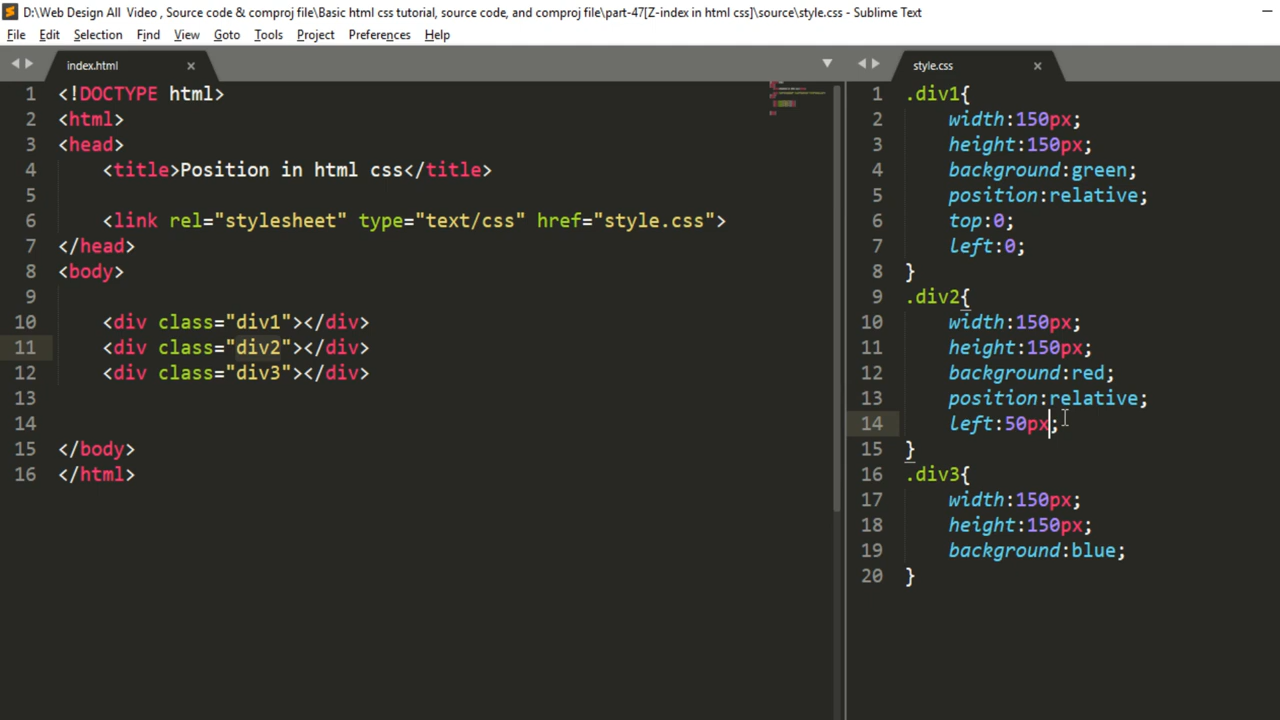 D:\Web Design All  Video , Source code & comproj file\Basic html css tutorial, source code, and comproj file\part-47[Z-index in html css]\source\style.css - Sublime Text
File Edit Selection Find View Goto Tools Project Preferences Help
index.html
1 <!DOCTYPE html>
2 <html>
3 <head>
4     <title>Position in html css</title>
5
6     <link rel="stylesheet" type="text/css" href="style.css">
7 </head>
8 <body>
9
10     <div class="div1"></div>
11     <div class="div2"></div>
12     <div class="div3"></div>
13
14
15 </body>
16 </html>
style.css
1 .div1{
2     width:150px;
3     height:150px;
4     background:green;
5     position:relative;
6     top:0;
7     left:0;
8 }
9 .div2{
10     width:150px;
11     height:150px;
12     background:red;
13     position:relative;
14     left:50px;
15 }
16 .div3{
17     width:150px;
18     height:150px;
19     background:blue;
20 }